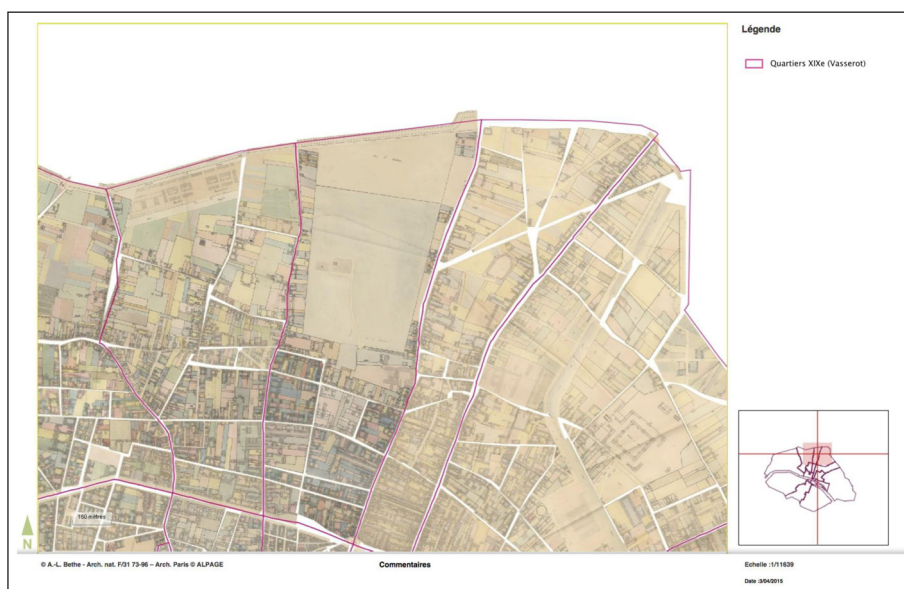 Légende
Quartiers XIXe (Vasserot)
150 mètres
N
© A.-L. Bethe - Arch. nat. F/31 73-96 – Arch. Paris © ALPAGE
Commentaires
Echelle :1/11639
Date :3/04/2015